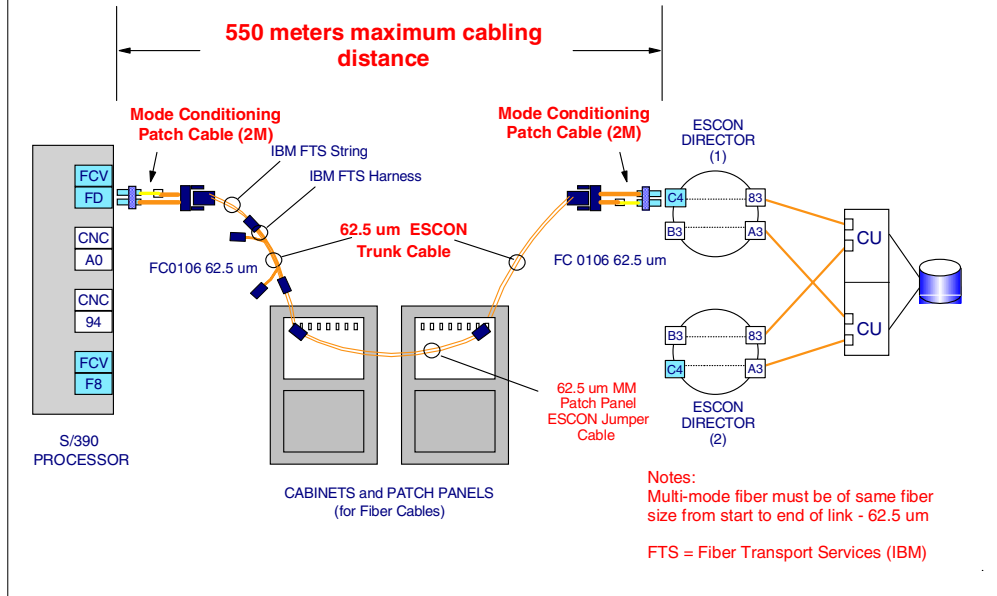 550 meters maximum cabling
distance
Mode Conditioning
Patch Cable (2M)
Mode Conditioning
Patch Cable (2M)
IBM FTS String
IBM FTS Harness
ESCON
DIRECTOR
(1)
FCV
FD
CNC
A0
CNC
94
FCV
F8
S/390
PROCESSOR
FC0106 62.5 um
62.5 um ESCON
Trunk Cable
FC 0106 62.5 um
C4
83
B3
A3
B3
83
C4
A3
CU
CU
ESCON
DIRECTOR
(2)
62.5 um MM
Patch Panel
ESCON Jumper
Cable
CABINETS and PATCH PANELS
(for Fiber Cables)
Notes:
Multi-mode fiber must be of same fiber
size from start to end of link - 62.5 um
FTS = Fiber Transport Services (IBM)